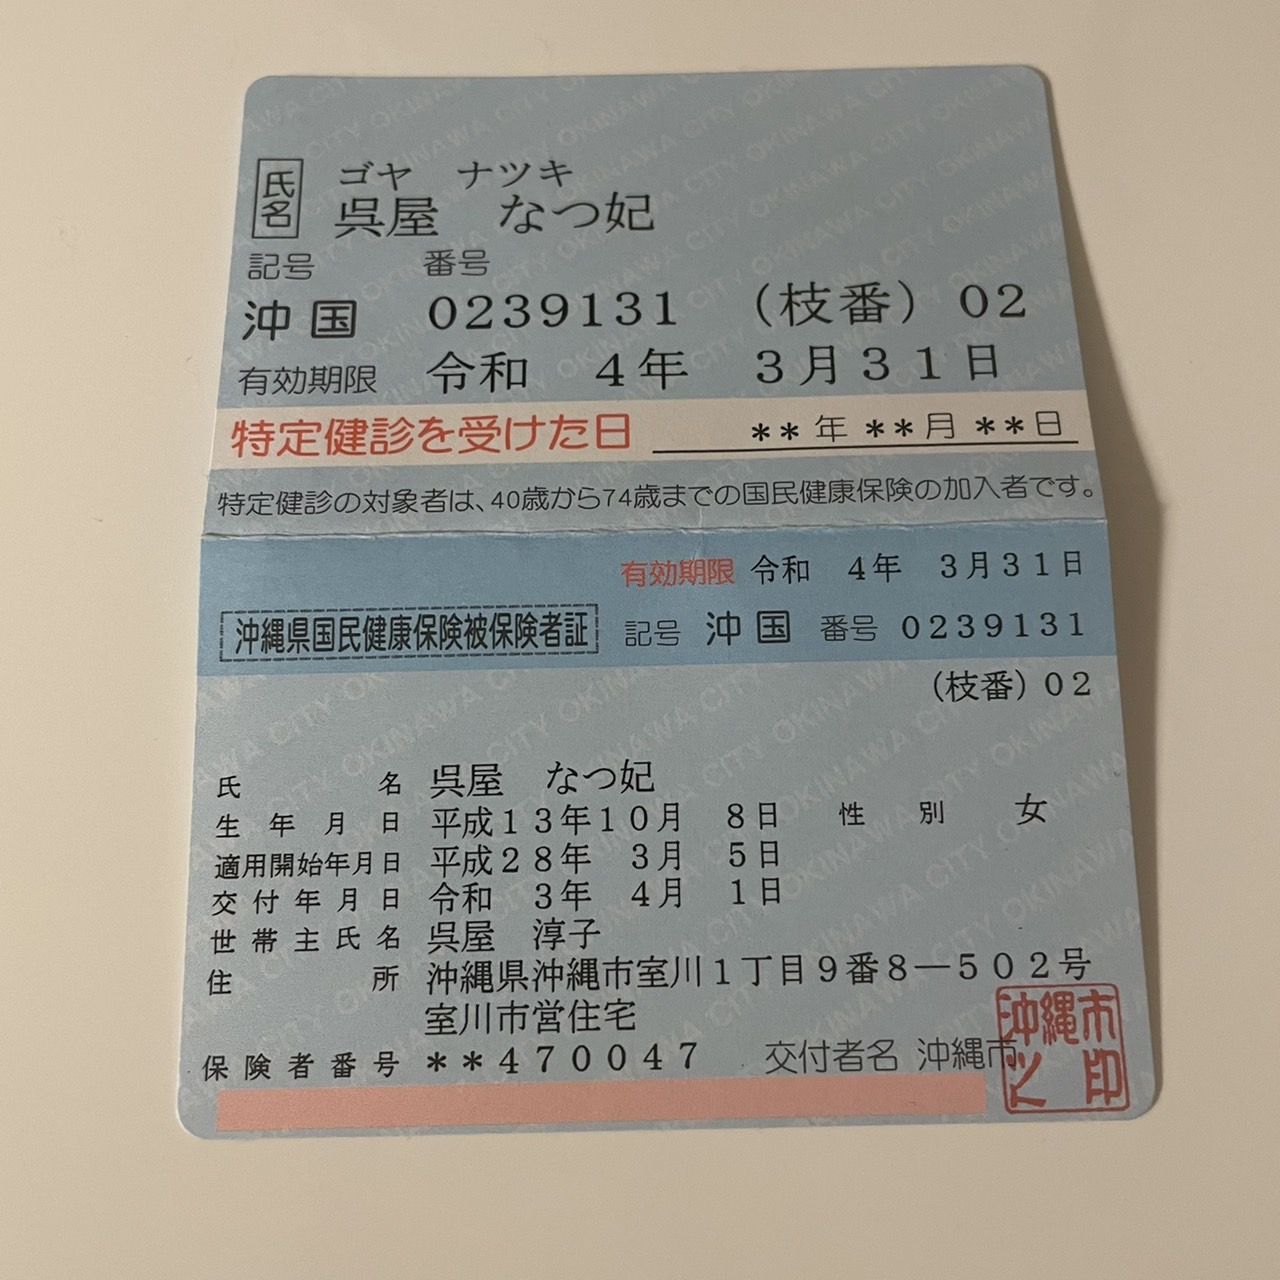 氏名 ゴヤ ナツキ
呉屋 なつ妃
記号 番号
沖国 0239131 (枝番) 02
有効期限 令和 4年 3月31日
特定健診を受けた日 **年**月**日
特定健診の対象者は、40歳から74歳までの国民健康保険の加入者です。
有効期限 令和 4年 3月31日
沖縄県国民健康保険被保険者証 記号 沖国 番号 0239131
(枝番) 02
氏名 呉屋 なつ妃
生年月日 平成13年10月 8日 性別 女
適用開始年月日 平成28年 3月 5日
交付年月日 令和 3年 4月 1日
世帯主氏名 呉屋 淳子
住所 沖縄県沖縄市室川1丁目9番8―502号
室川市営住宅
保険者番号 **470047 交付者名 沖縄市
沖縄市之印
OKINAWA CITY